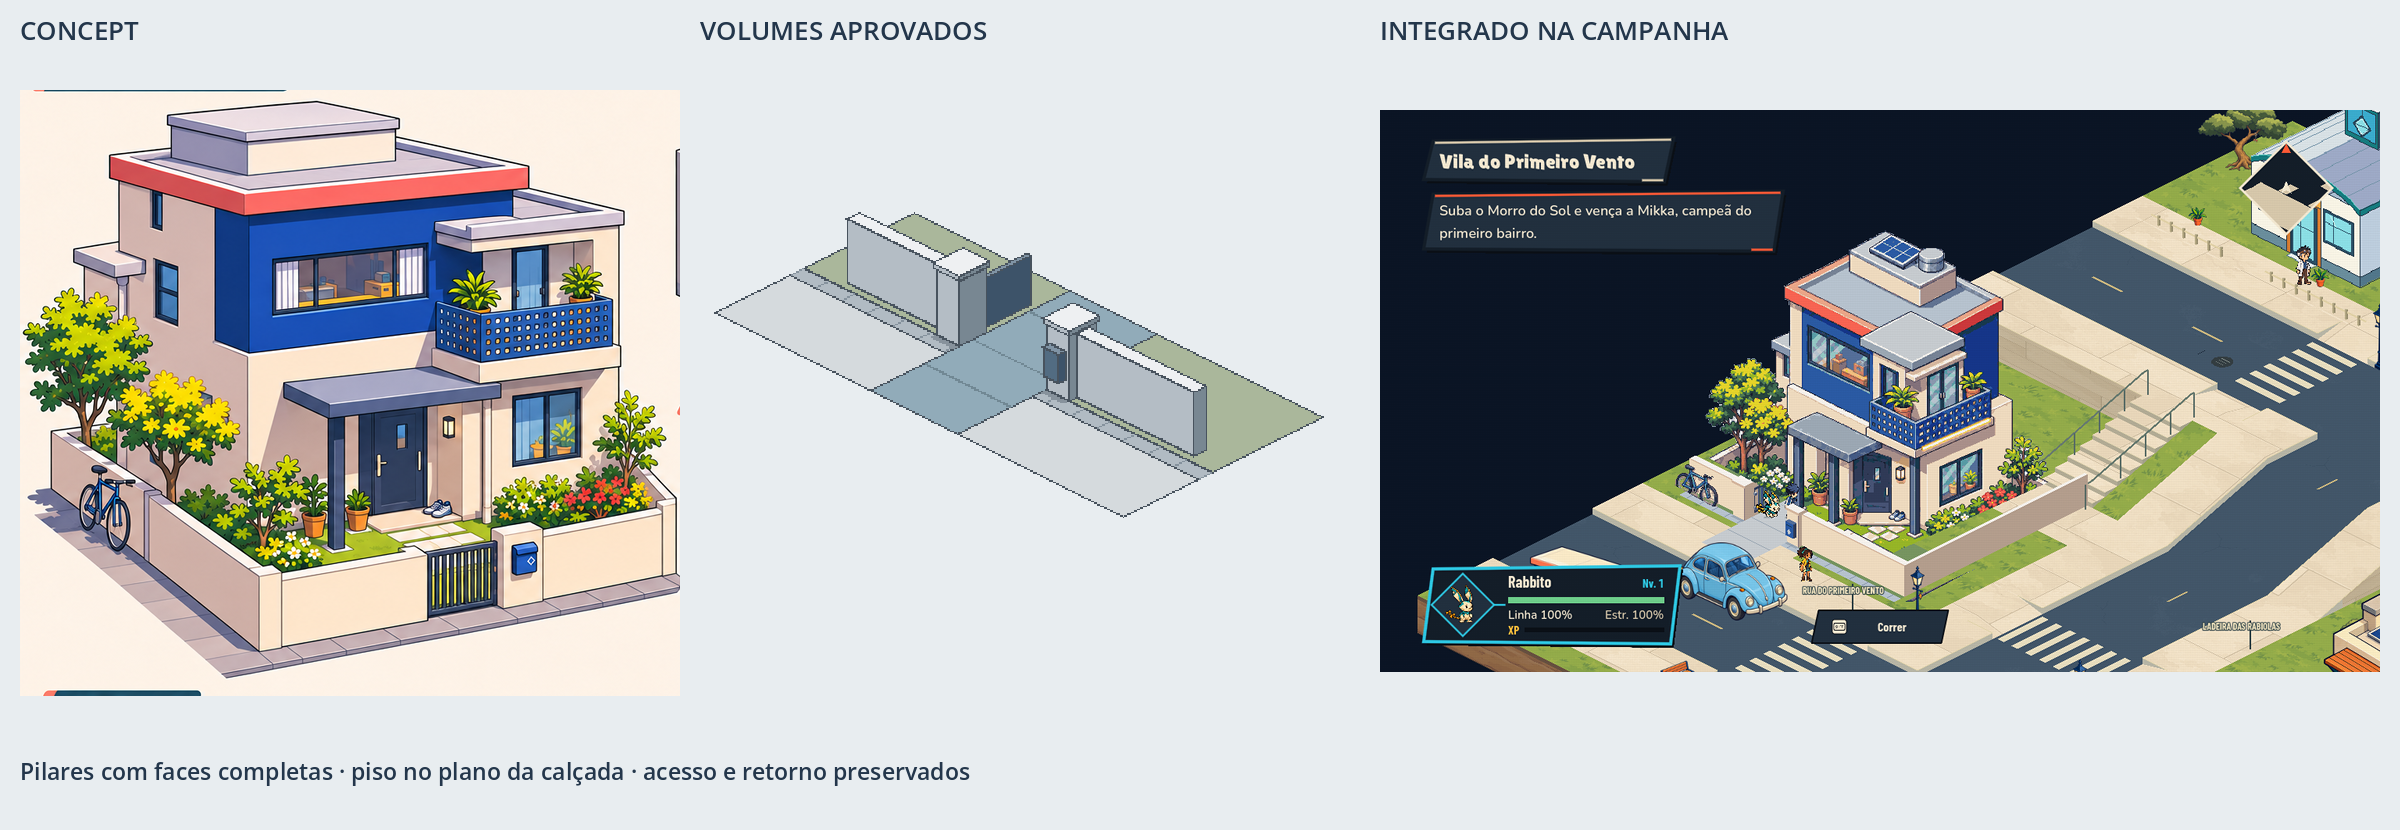 CONCEPT
VOLUMES APROVADOS
INTEGRADO NA CAMPANHA
Vila do Primeiro Vento
Suba o Morro do Sol e vença a Mikka, campeã do
primeiro bairro.
Rabbito
Nv. 1
Linha 100%
Estr. 100%
XP
RUA DO PRIMEIRO VENTO
Correr
LADEIRA DAS RABIOLAS
Pilares com faces completas · piso no plano da calçada · acesso e retorno preservados